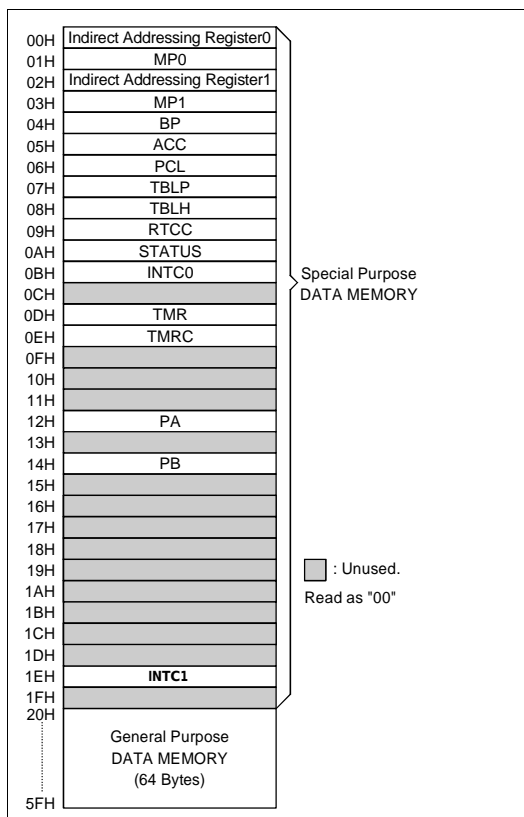 00H Indirect Addressing Register0
01H MP0
02H Indirect Addressing Register1
03H MP1
04H BP
05H ACC
06H PCL
07H TBLP
08H TBLH
09H RTCC
0AH STATUS
0BH INTC0
0CH
0DH TMR
0EH TMRC
0FH
10H
11H
12H PA
13H
14H PB
15H
16H
17H
18H
19H
1AH
1BH
1CH
1DH
1EH INTC1
1FH
20H
General Purpose
DATA MEMORY
(64 Bytes)
5FH
Special Purpose
DATA MEMORY
: Unused.
Read as "00"